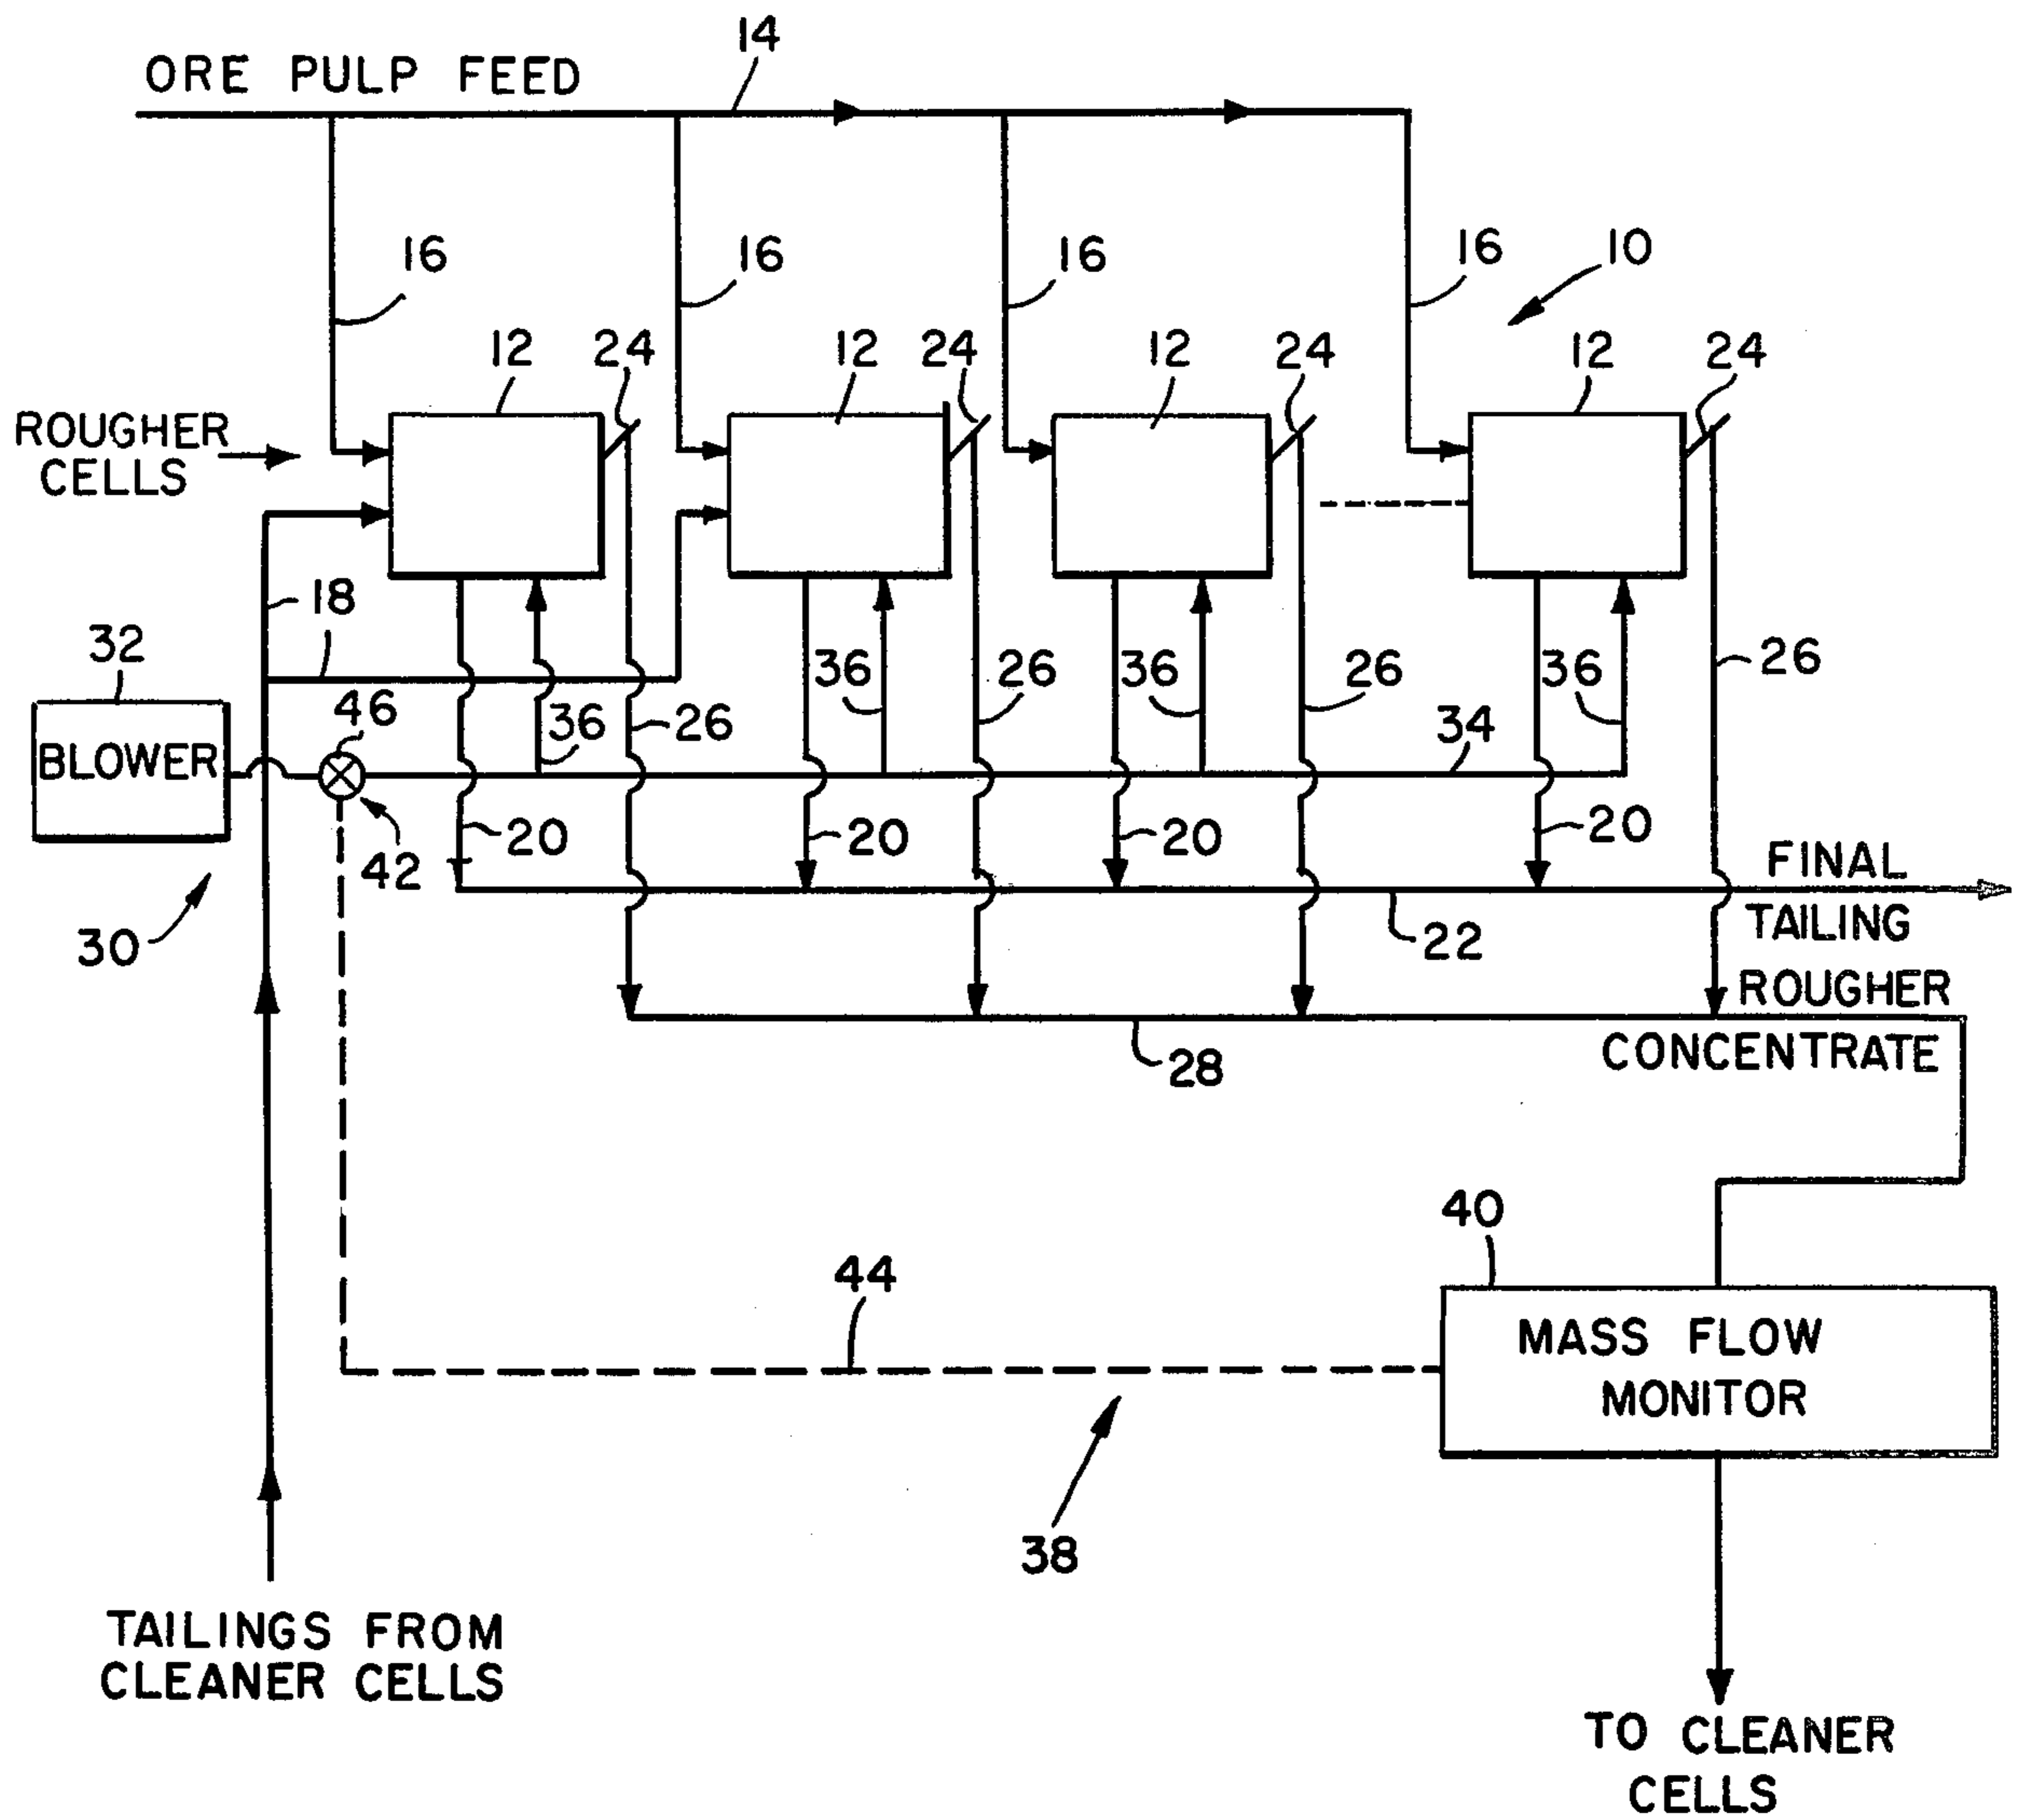 14
ORE PULP FEED
16
16
16
16
10
12
24
12
24
12
24
12
24
ROUGHER
CELLS
18
32
46
36
26
36
26
36
26
36
26
BLOWER
34
42
20
20
20
20
FINAL
TAILING
30
22
ROUGHER
CONCENTRATE
28
40
44
MASS FLOW
MONITOR
38
TAILINGS FROM
CLEANER CELLS
TO CLEANER
CELLS